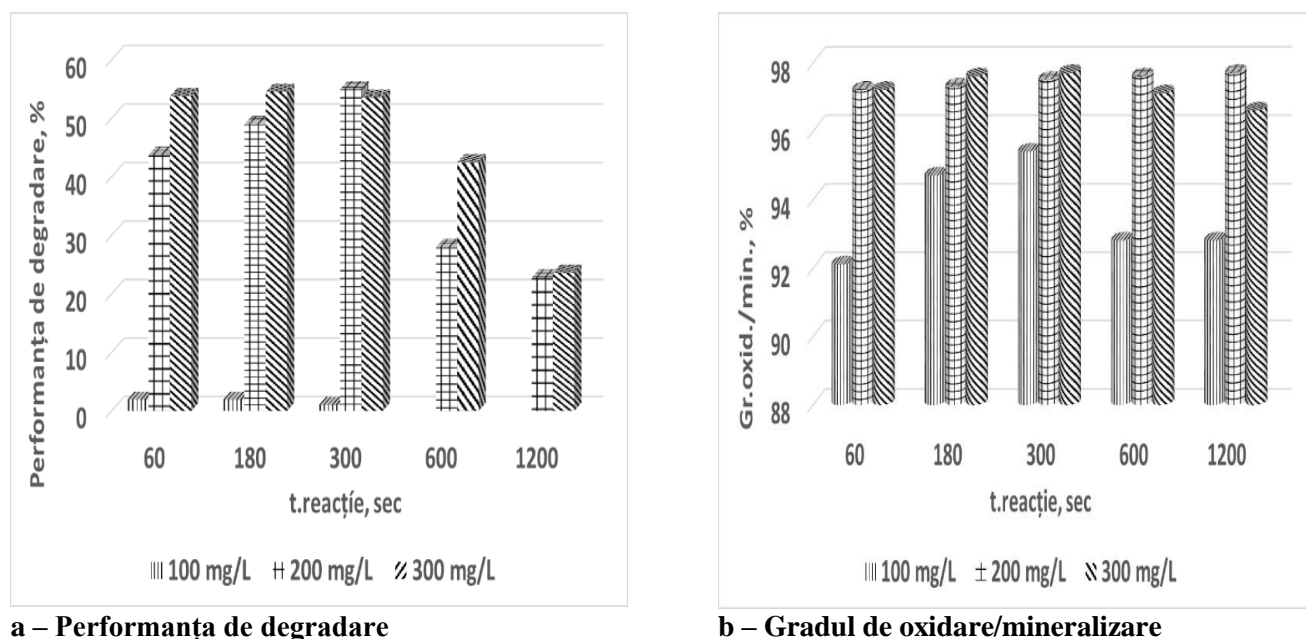 60
50
40
30
20
10
0
Performanța de degradare, %
60 180 300 600 1200
t.reacție, sec
100 mg/L 200 mg/L 300 mg/L
a – Performanța de degradare
98
96
94
92
90
88
Gr.oxid./min., %
60 180 300 600 1200
t.reacție, sec
100 mg/L 200 mg/L 300 mg/L
b – Gradul de oxidare/mineralizare